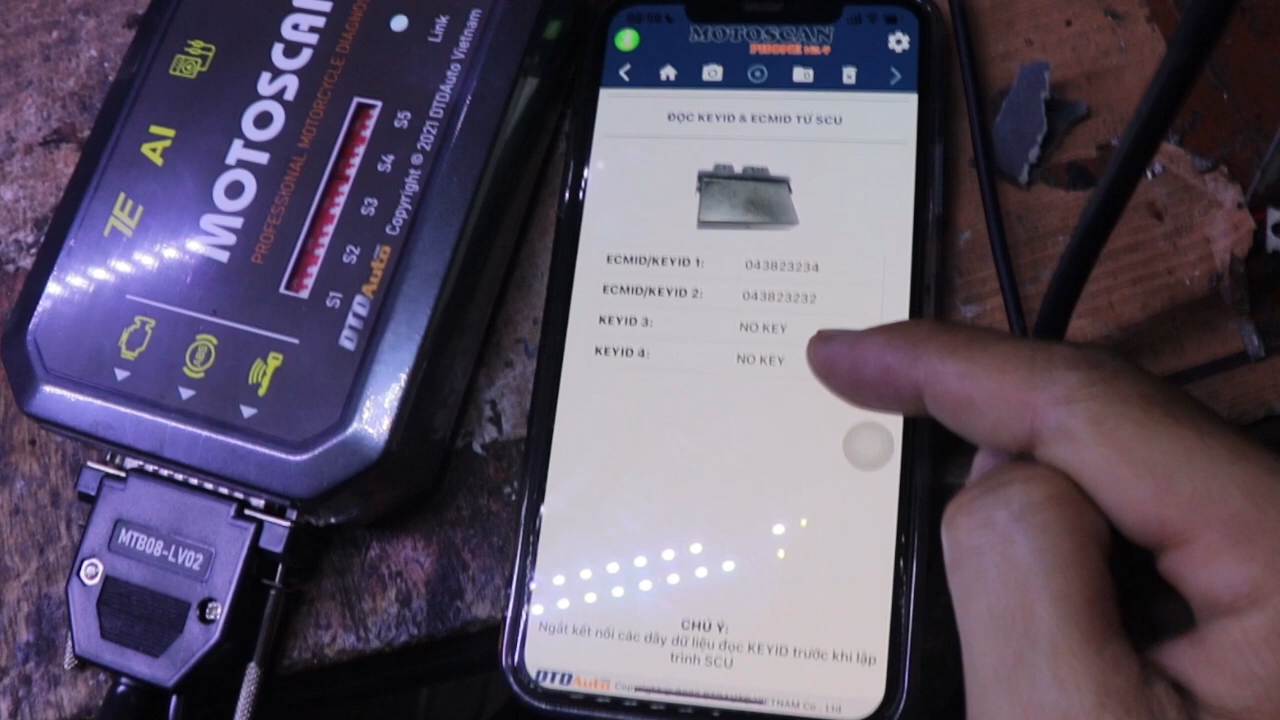 MOTOSCAN
PROFESSIONAL MOTORCYCLE DIAGNOS
7E
AI
S1 S2 S3 S4 S5
Link
DTDAuto Copyright © 2021 DTDAuto Vietnam
MTB08-LV02
MOTOSCAN
PHONE
ĐỌC KEYID & ECMID TỪ SCU
ECMID/KEYID 1: 043823234
ECMID/KEYID 2: 043823232
KEYID 3: NO KEY
KEYID 4: NO KEY
CHÚ Ý:
Ngắt kết nối các dây dữ liệu đọc KEYID trước khi lập
trình SCU
DTDAuto